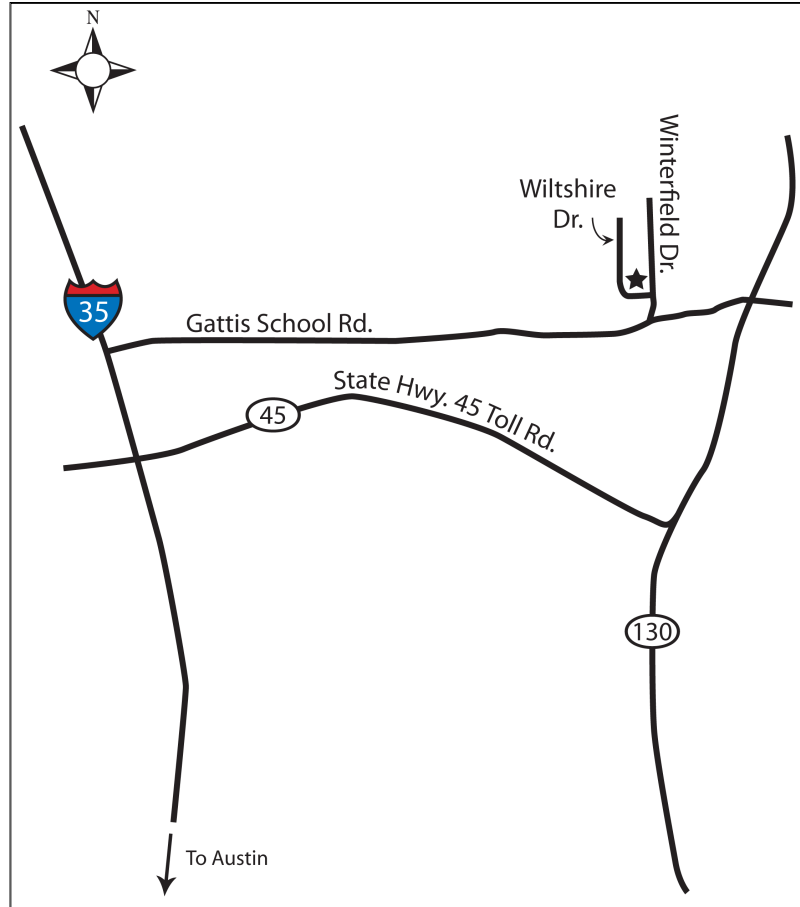 N
Winterfield Dr.
Wiltshire
Dr.
35
Gattis School Rd.
State Hwy. 45 Toll Rd.
45
130
To Austin